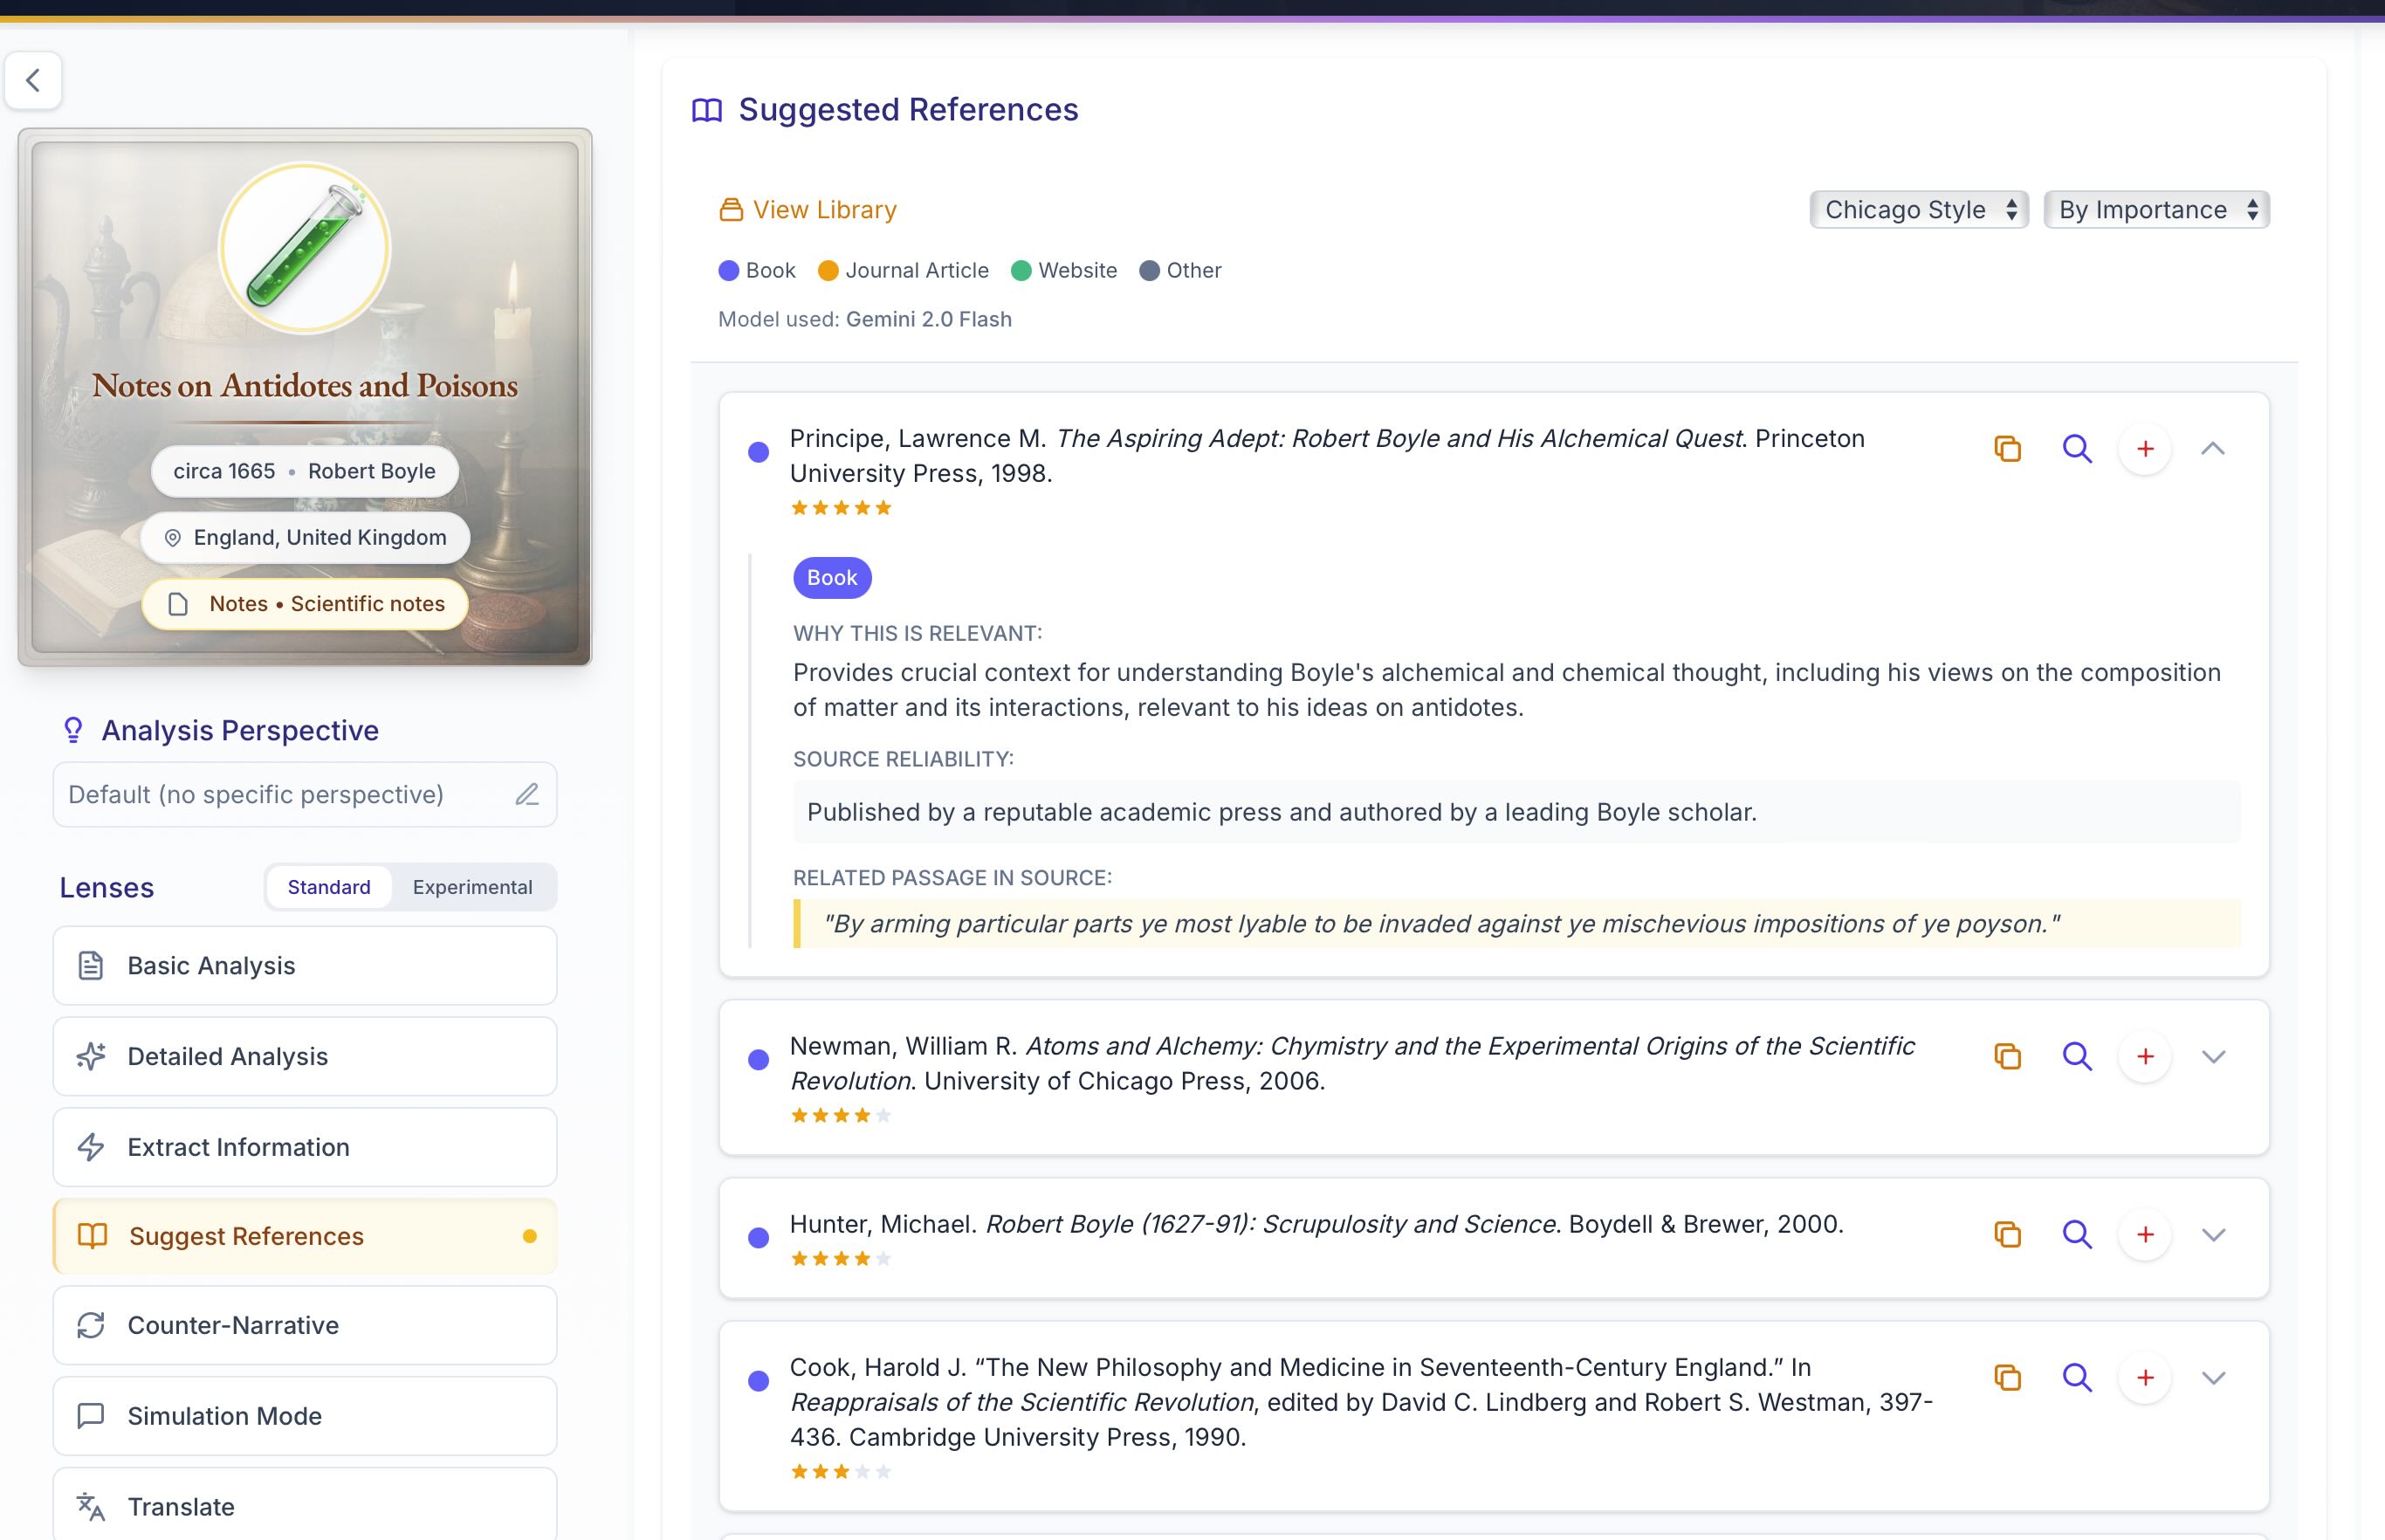 Notes on Antidotes and Poisons
circa 1665 • Robert Boyle
England, United Kingdom
Notes • Scientific notes
Analysis Perspective
Default (no specific perspective)
Lenses
Standard
Experimental
Basic Analysis
Detailed Analysis
Extract Information
Suggest References
Counter-Narrative
Simulation Mode
Translate
Suggested References
View Library
Chicago Style
By Importance
Book
Journal Article
Website
Other
Model used: Gemini 2.0 Flash
Principe, Lawrence M. The Aspiring Adept: Robert Boyle and His Alchemical Quest. Princeton
University Press, 1998.
Book
WHY THIS IS RELEVANT:
Provides crucial context for understanding Boyle's alchemical and chemical thought, including his views on the composition
of matter and its interactions, relevant to his ideas on antidotes.
SOURCE RELIABILITY:
Published by a reputable academic press and authored by a leading Boyle scholar.
RELATED PASSAGE IN SOURCE:
"By arming particular parts ye most lyable to be invaded against ye mischevious impositions of ye poyson."
Newman, William R. Atoms and Alchemy: Chymistry and the Experimental Origins of the Scientific
Revolution. University of Chicago Press, 2006.
Hunter, Michael. Robert Boyle (1627-91): Scrupulosity and Science. Boydell & Brewer, 2000.
Cook, Harold J. “The New Philosophy and Medicine in Seventeenth-Century England.” In
Reappraisals of the Scientific Revolution, edited by David C. Lindberg and Robert S. Westman, 397-
436. Cambridge University Press, 1990.